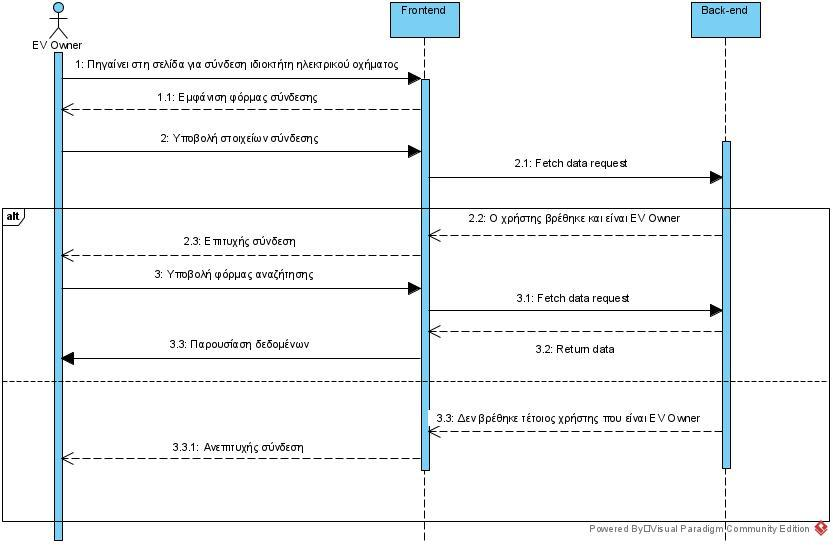 Frontend
Back-end
EV Owner
1: Πηγαίνει στη σελίδα για σύνδεση ιδιοκτήτη ηλεκτρικού οχήματος
1.1: Εμφάνιση φόρμας σύνδεσης
2: Υποβολή στοιχείων σύνδεσης
2.1: Fetch data request
alt
2.2: Ο χρήστης βρέθηκε και είναι EV Owner
2.3: Επιτυχής σύνδεση
3: Υποβολή φόρμας αναζήτησης
3.1: Fetch data request
3.3: Παρουσίαση δεδομένων
3.2: Return data
3.3: Δεν βρέθηκε τέτοιος χρήστης που είναι EV Owner
3.3.1: Ανεπιτυχής σύνδεση
Powered By Visual Paradigm Community Edition